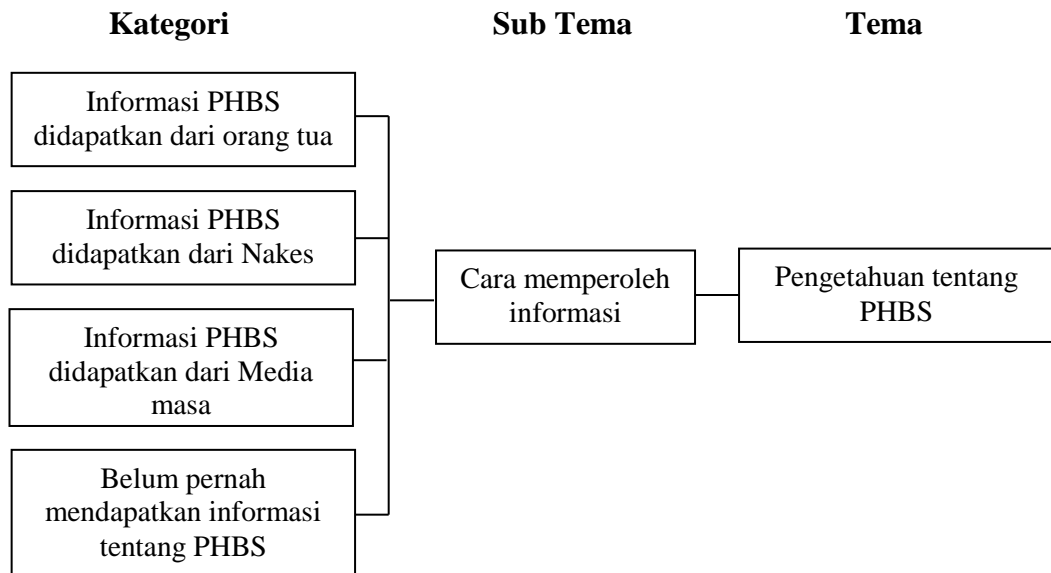 Kategori
Sub Tema
Tema
Informasi PHBS
didapatkan dari orang tua
Informasi PHBS
didapatkan dari Nakes
Informasi PHBS
didapatkan dari Media
masa
Belum pernah
mendapatkan informasi
tentang PHBS
Cara memperoleh
informasi
Pengetahuan tentang
PHBS